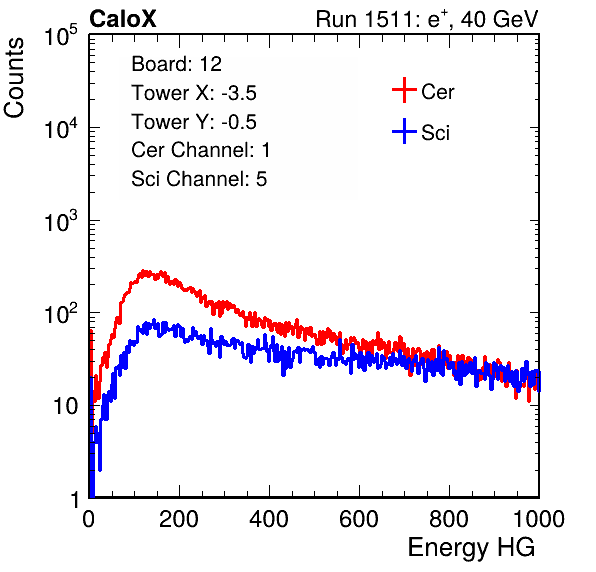 CaloX Run 1511: e⁺, 40 GeV
Counts
10⁵
10⁴
10³
10²
10
1
Board: 12
Tower X: -3.5
Tower Y: -0.5
Cer Channel: 1
Sci Channel: 5
Cer
Sci
0 200 400 600 800 1000
Energy HG